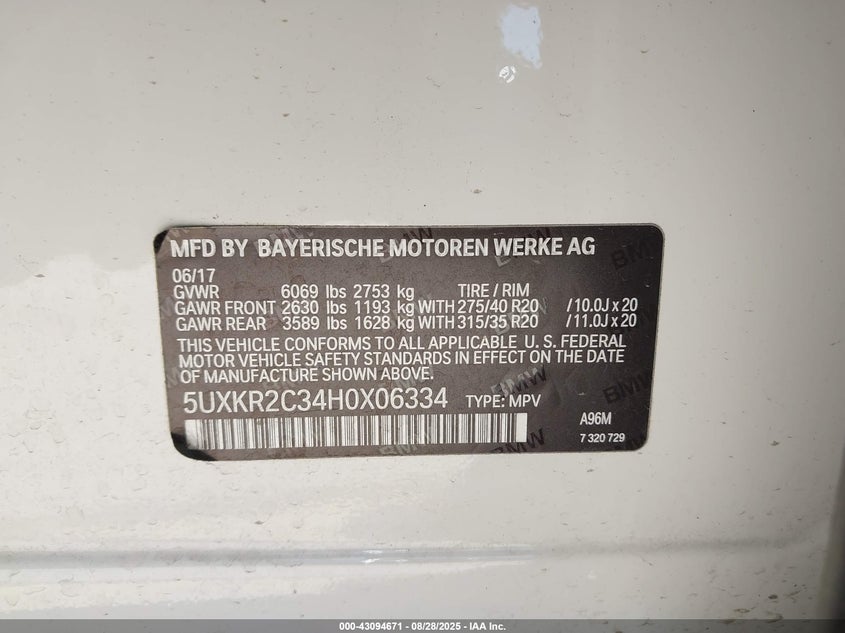 MFD BY BAYERISCHE MOTOREN WERKE AG
06/17
GVWR 6069 lbs 2753 kg TIRE / RIM
GAWR FRONT 2630 lbs 1193 kg WITH 275/40 R20 /10.0J x 20
GAWR REAR 3589 lbs 1628 kg WITH 315/35 R20 /11.0J x 20
THIS VEHICLE CONFORMS TO ALL APPLICABLE U. S. FEDERAL
MOTOR VEHICLE SAFETY STANDARDS IN EFFECT ON THE DATE
OF MANUFACTURE SHOWN ABOVE.
5UXKR2C34H0X06334 TYPE: MPV
A96M
7 320 729
000-43094671 | 08/28/2025 - IAA Inc.